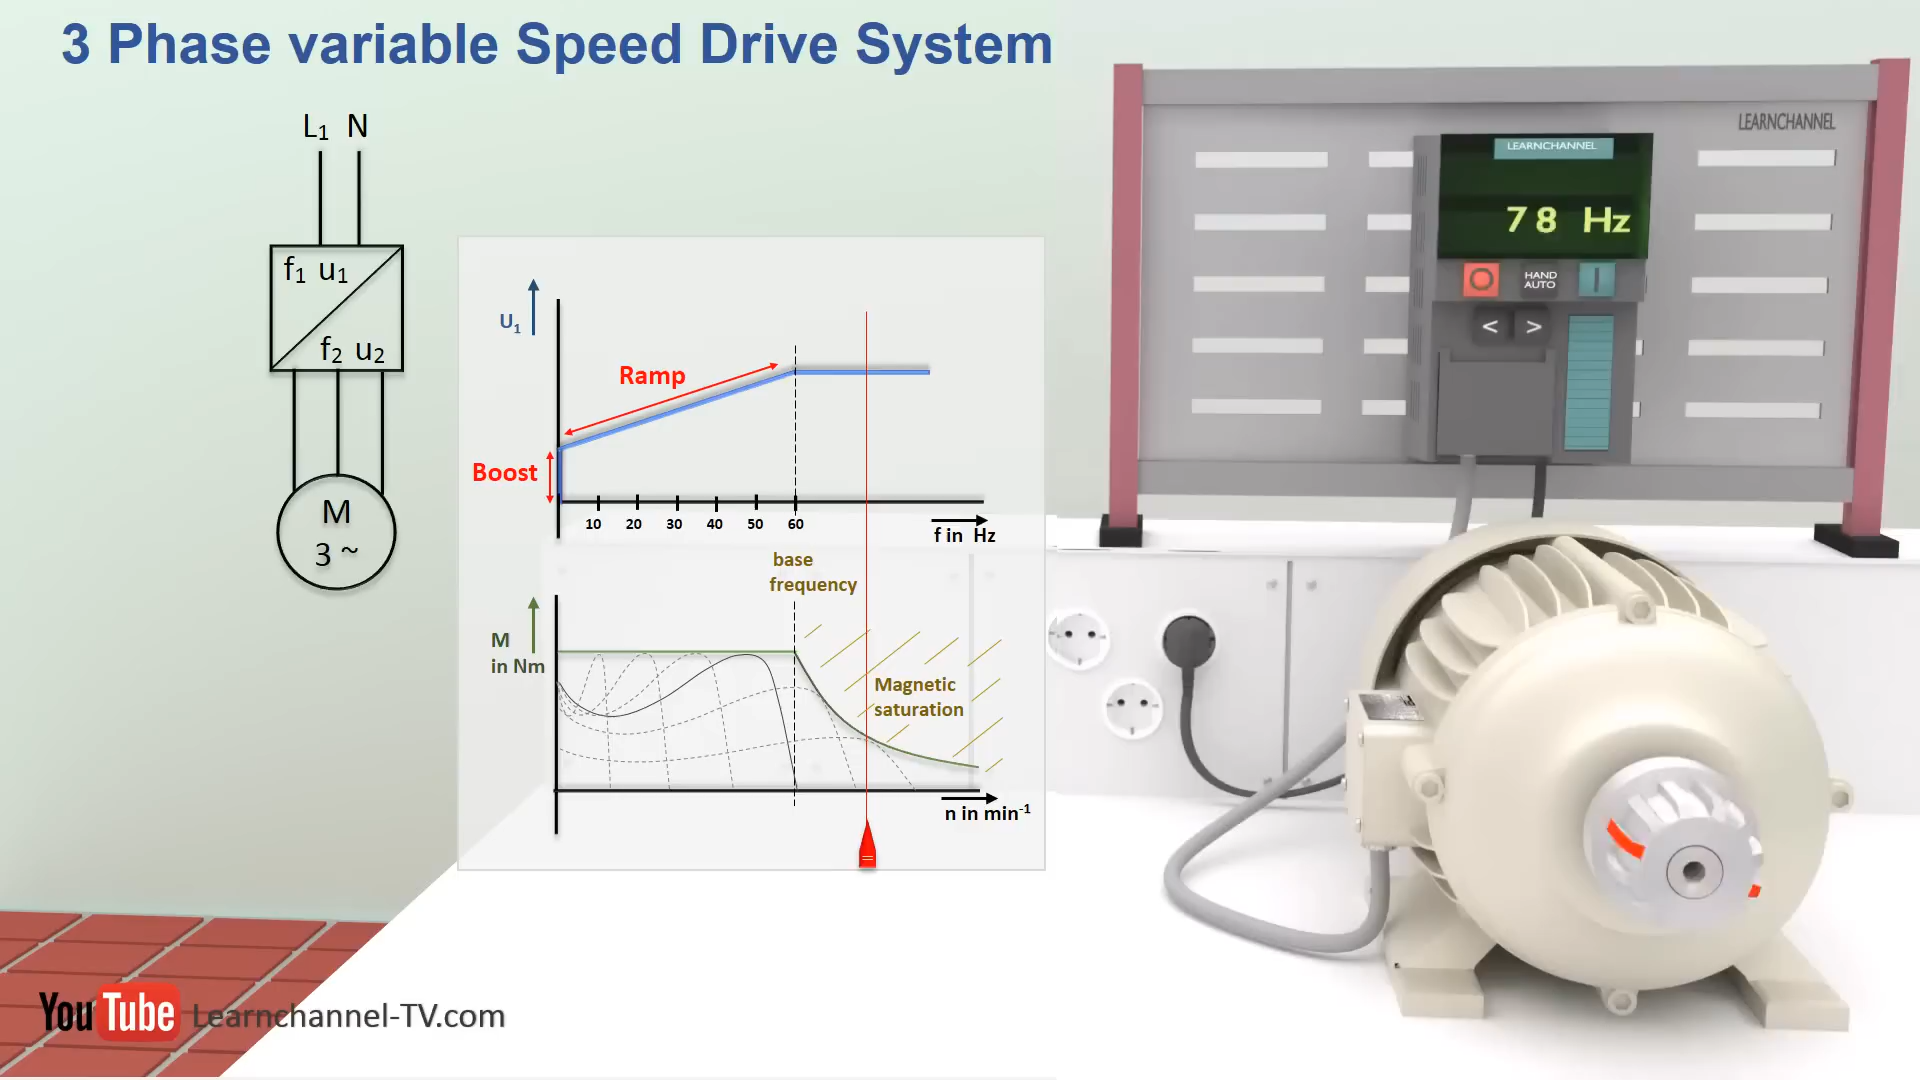 3 Phase variable Speed Drive System
L1 N
f1 u1
f2 u2
M
3 ~
U1
Ramp
Boost
10 20 30 40 50 60
f in Hz
base
frequency
M
in Nm
Magnetic
saturation
n in min-1
LEARNCHANNEL
LEARNCHANNEL
78 Hz
HAND
AUTO
< >
YouTube Learnchannel-TV.com